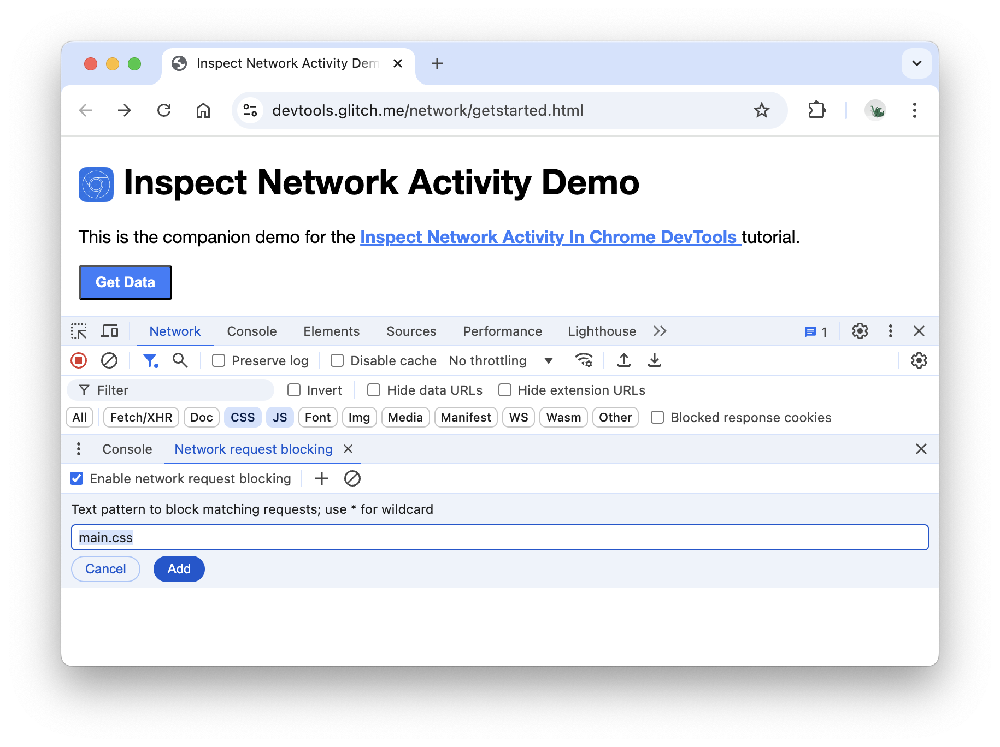 Inspect Network Activity Dem
devtools.glitch.me/network/getstarted.html
Inspect Network Activity Demo
This is the companion demo for the Inspect Network Activity In Chrome DevTools tutorial.
Get Data
Network Console Elements Sources Performance Lighthouse 1
Preserve log Disable cache No throttling
Filter Invert Hide data URLs Hide extension URLs
All Fetch/XHR Doc CSS JS Font Img Media Manifest WS Wasm Other Blocked response cookies
Console Network request blocking
Enable network request blocking
Text pattern to block matching requests; use * for wildcard
main.css
Cancel Add